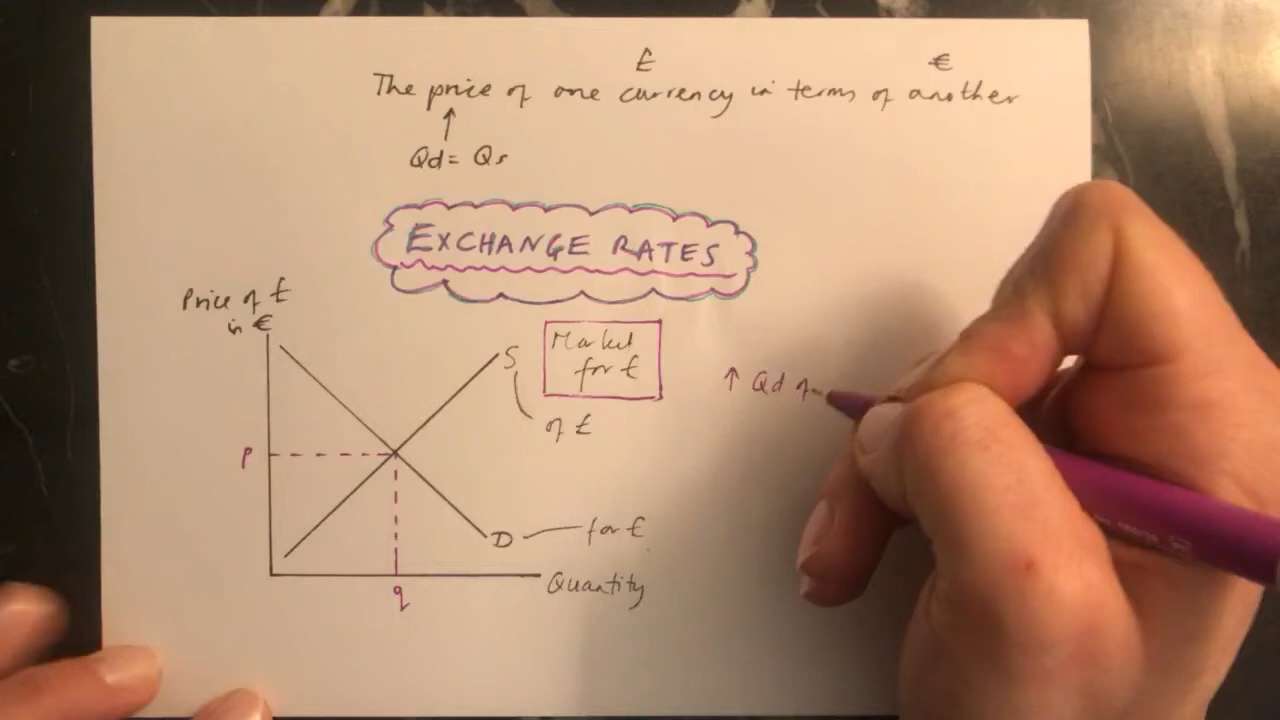 £ €
The price of one currency in terms of another
↑
Qd = Qs
EXCHANGE RATES
Price of £
in €
S
Market
for £
↑ Qd of
of £
P
D
for £
Quantity
q